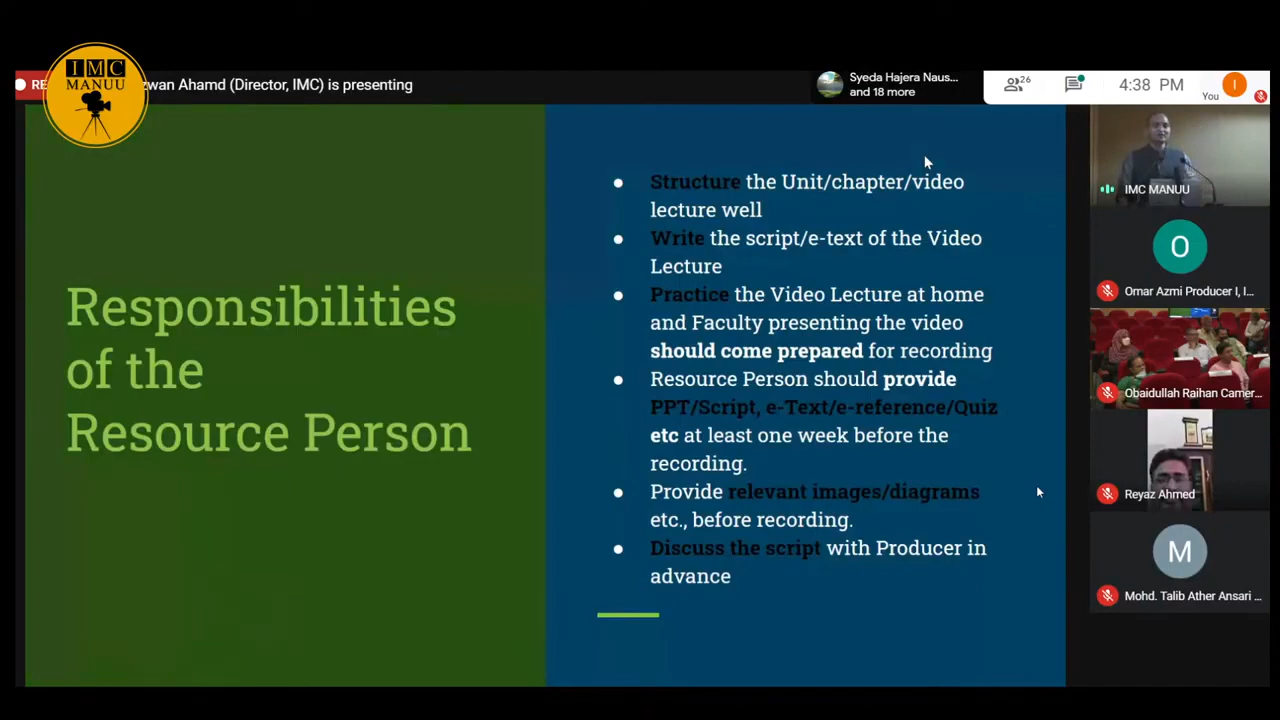 IMC
MANUU
RE
zwan Ahamd (Director, IMC) is presenting
Syeda Hajera Naus...
and 18 more
26
4:38 PM
You
I
Responsibilities
of the
Resource Person
● Structure the Unit/chapter/video
lecture well
● Write the script/e-text of the Video
Lecture
● Practice the Video Lecture at home
and Faculty presenting the video
should come prepared for recording
● Resource Person should provide
PPT/Script, e-Text/e-reference/Quiz
etc at least one week before the
recording.
● Provide relevant images/diagrams
etc., before recording.
● Discuss the script with Producer in
advance
IMC MANUU
O
Omar Azmi Producer I, I...
Obaidullah Raihan Camer...
Reyaz Ahmed
M
Mohd. Talib Ather Ansari ...